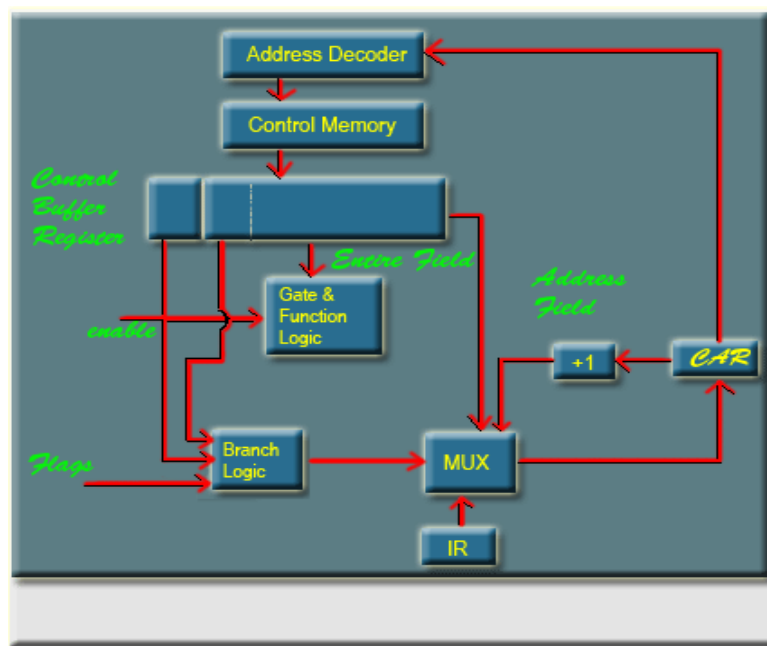 Address Decoder
Control Memory
Control
Buffer
Register
Entire Field
Gate &
Function
Logic
enable
Address
Field
+1
CAR
Branch
Logic
Flags
MUX
IR